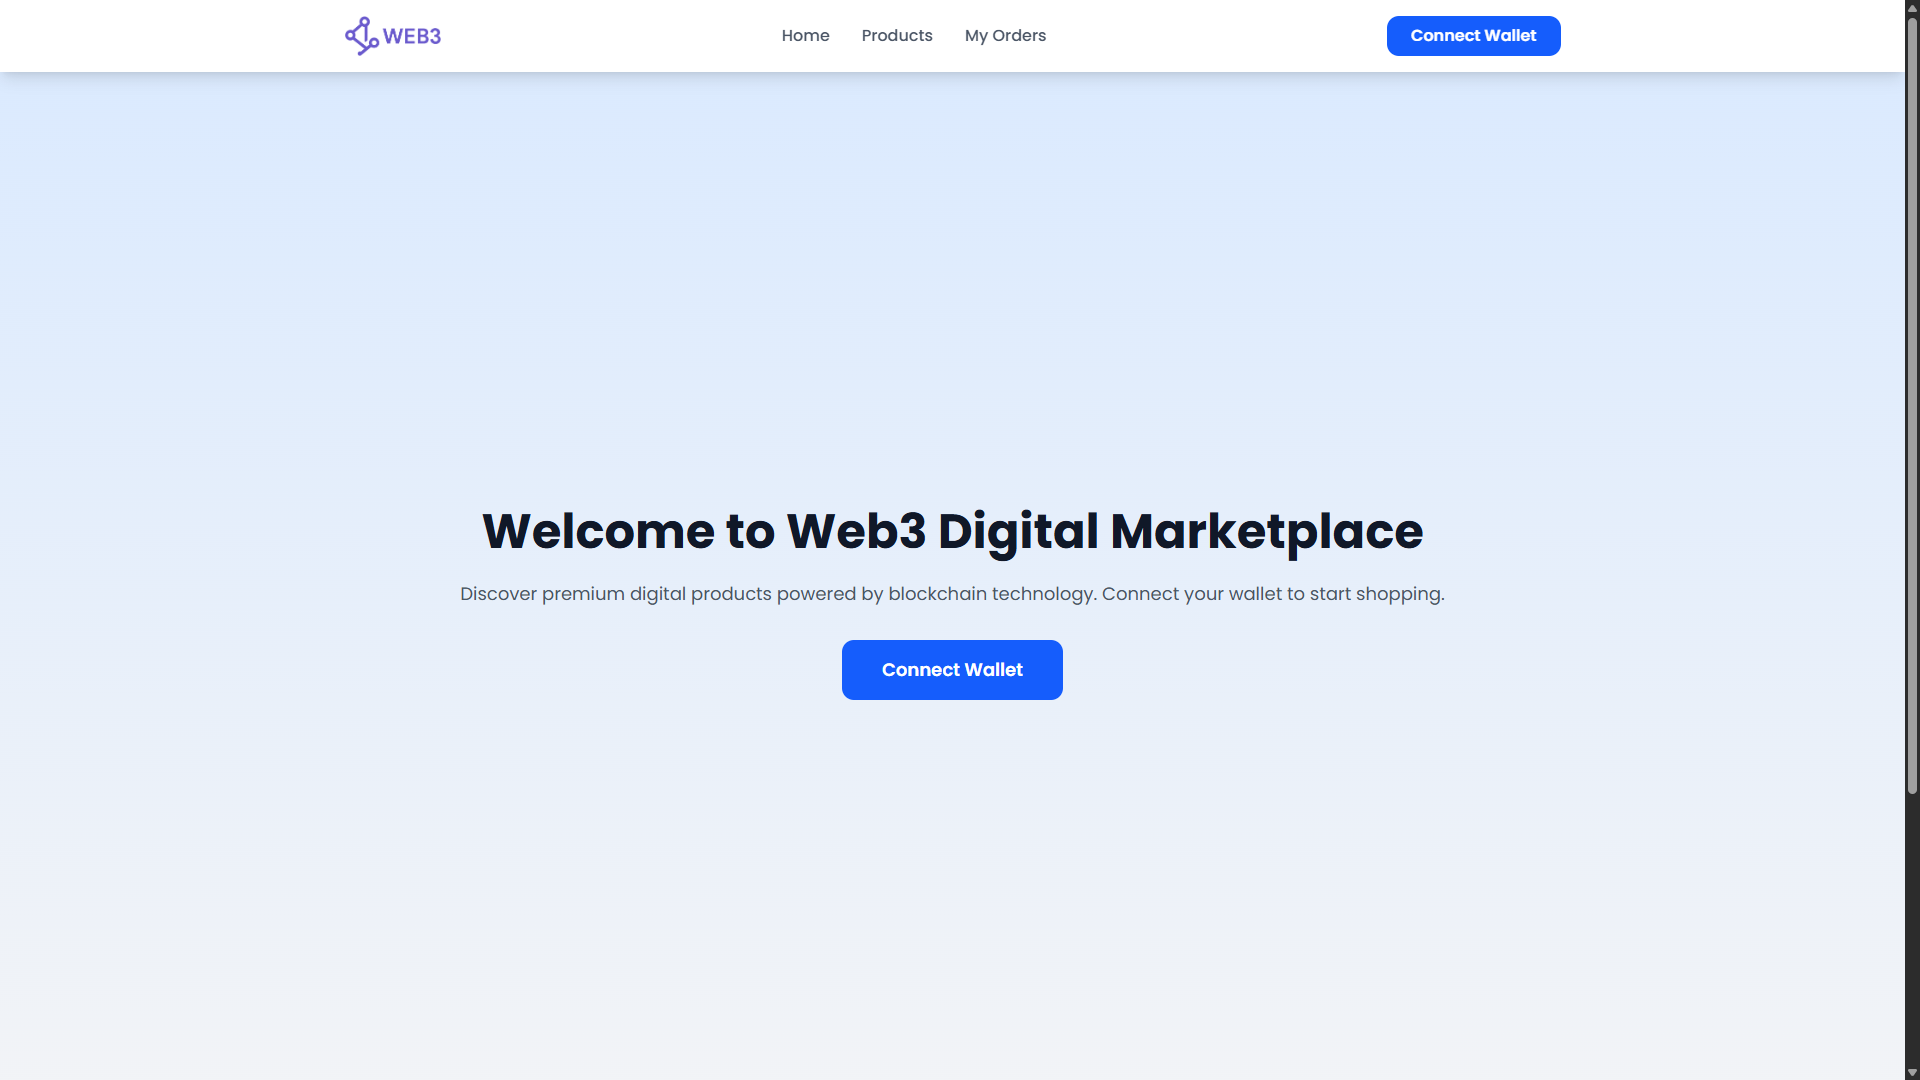 WEB3
Home
Products
My Orders
Connect Wallet
Welcome to Web3 Digital Marketplace
Discover premium digital products powered by blockchain technology. Connect your wallet to start shopping.
Connect Wallet